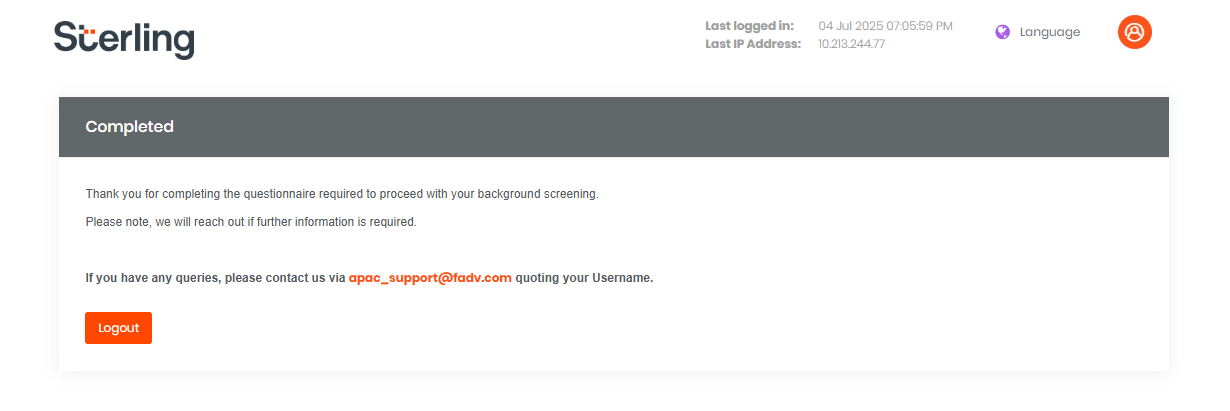 Sterling
Last logged in: 04 Jul 2025 07:05:59 PM
Last IP Address: 10.213.244.77
Language
Completed
Thank you for completing the questionnaire required to proceed with your background screening.
Please note, we will reach out if further information is required.
If you have any queries, please contact us via apac_support@fadv.com quoting your Username.
Logout